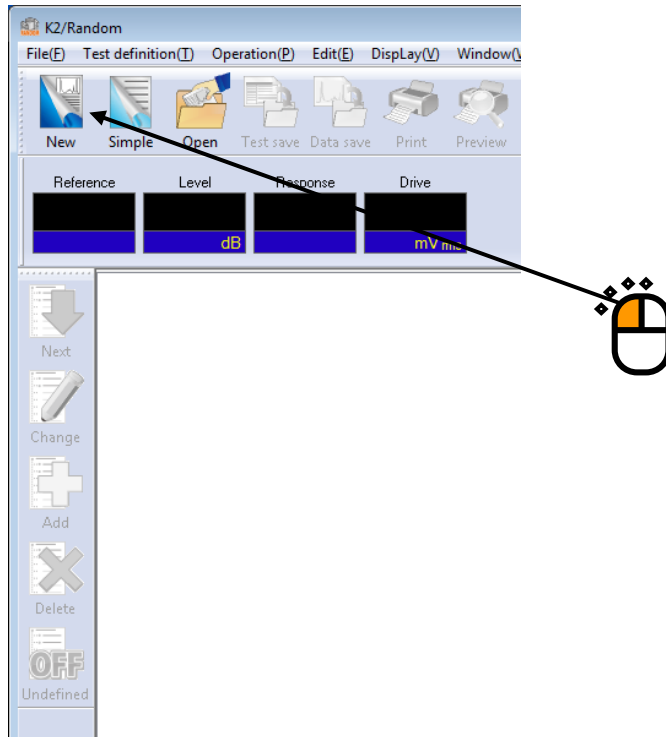 K2/Random
File(F) Test definition(T) Operation(P) Edit(E) DispLay(V) Window(
New Simple Open Test save Data save Print Preview
Reference Level Response Drive
dB mV rms
Next
Change
Add
Delete
OFF
Undefined